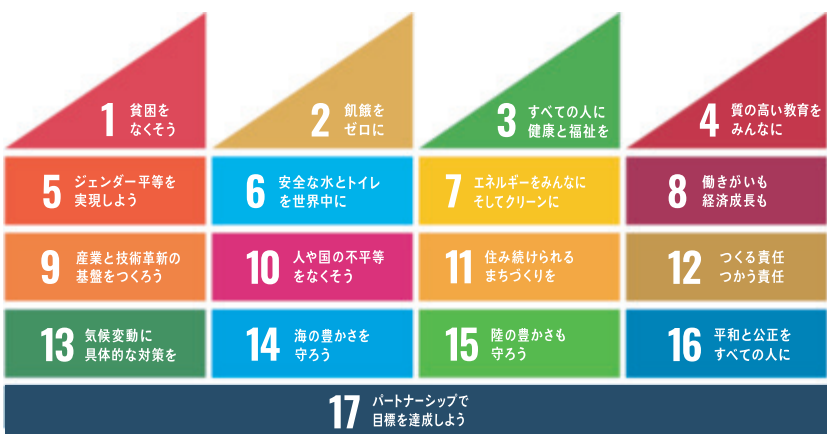 1 貧困を
なくそう
2 飢餓を
ゼロに
3 すべての人に
健康と福祉を
4 質の高い教育を
みんなに
5 ジェンダー平等を
実現しよう
6 安全な水とトイレ
を世界中に
7 エネルギーをみんなに
そしてクリーンに
8 働きがいも
経済成長も
9 産業と技術革新の
基盤をつくろう
10 人や国の不平等
をなくそう
11 住み続けられる
まちづくりを
12 つくる責任
つかう責任
13 気候変動に
具体的な対策を
14 海の豊かさを
守ろう
15 陸の豊かさも
守ろう
16 平和と公正を
すべての人に
17 パートナーシップで
目標を達成しよう